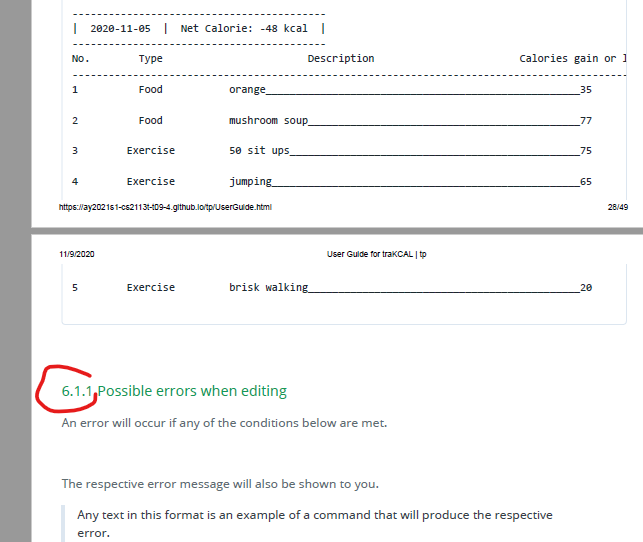 | 2020-11-05 | Net Calorie: -48 kcal |
No. Type Description Calories gain or l
1 Food orange 35
2 Food mushroom soup 77
3 Exercise 50 sit ups 75
4 Exercise jumping 65
https://ay2021s1-cs2113t-t09-4.github.io/tp/UserGuide.html 28/49
11/9/2020 User Guide for traKCAL | tp
5 Exercise brisk walking 20
6.1.1 Possible errors when editing
An error will occur if any of the conditions below are met.
The respective error message will also be shown to you.
Any text in this format is an example of a command that will produce the respective
error.